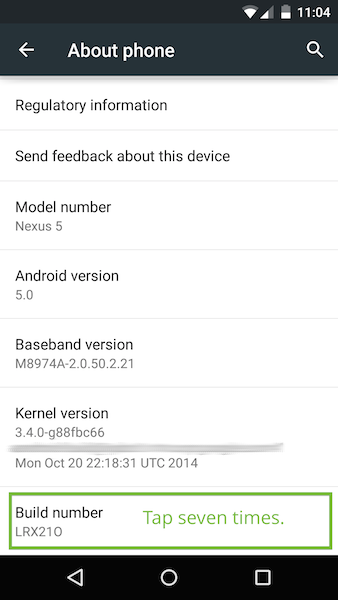 11:04
About phone
Regulatory information
Send feedback about this device
Model number
Nexus 5
Android version
5.0
Baseband version
M8974A-2.0.50.2.21
Kernel version
3.4.0-g88fbc66
Mon Oct 20 22:18:31 UTC 2014
Build number
Tap seven times.
LRX21O